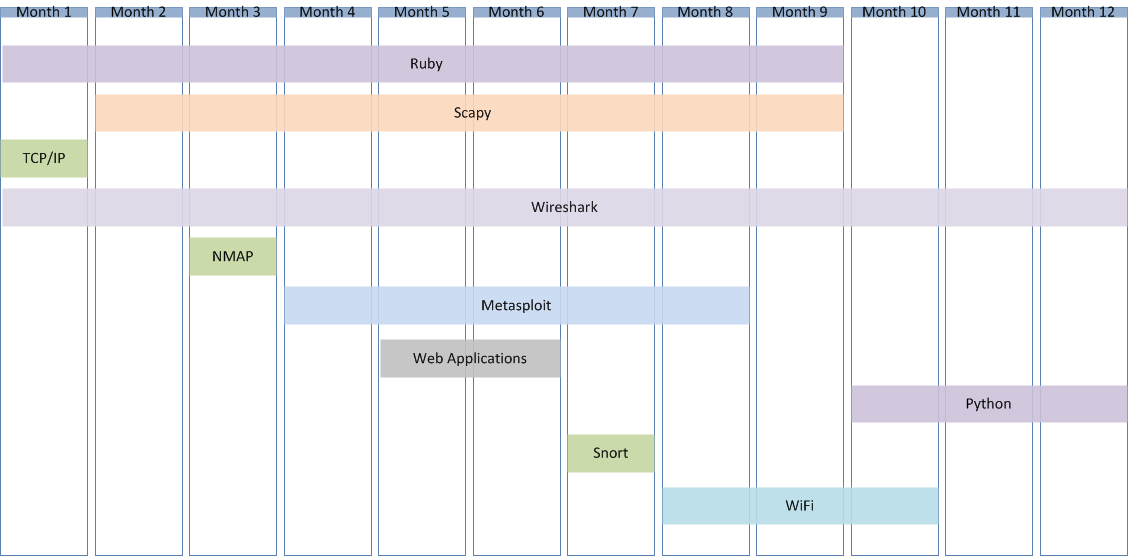 Month 1 Month 2 Month 3 Month 4 Month 5 Month 6 Month 7 Month 8 Month 9 Month 10 Month 11 Month 12
Ruby
Scapy
TCP/IP
Wireshark
NMAP
Metasploit
Web Applications
Python
Snort
WiFi